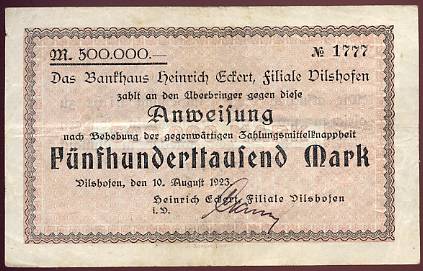 M. 500.000.—
№ 1777
Das Bankhaus Heinrich Eckert, Filiale Vilshofen
zahlt an den Überbringer gegen diese
Anweisung
nach Behebung der gegenwärtigen Zahlungsmittelknappheit
Fünfhunderttausend Mark
Vilshofen, den 10. August 1923.
Heinrich Eckert, Filiale Vilshofen
i.V.